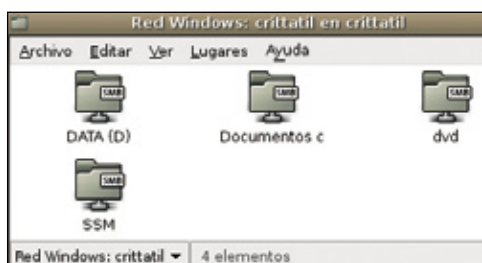 Red Windows: crittatil en crittatil
Archivo Editar Ver Lugares Ayuda
SMB SMB SMB
DATA (D) Documentos c dvd
SMB
SSM
Red Windows: crittatil 4 elementos